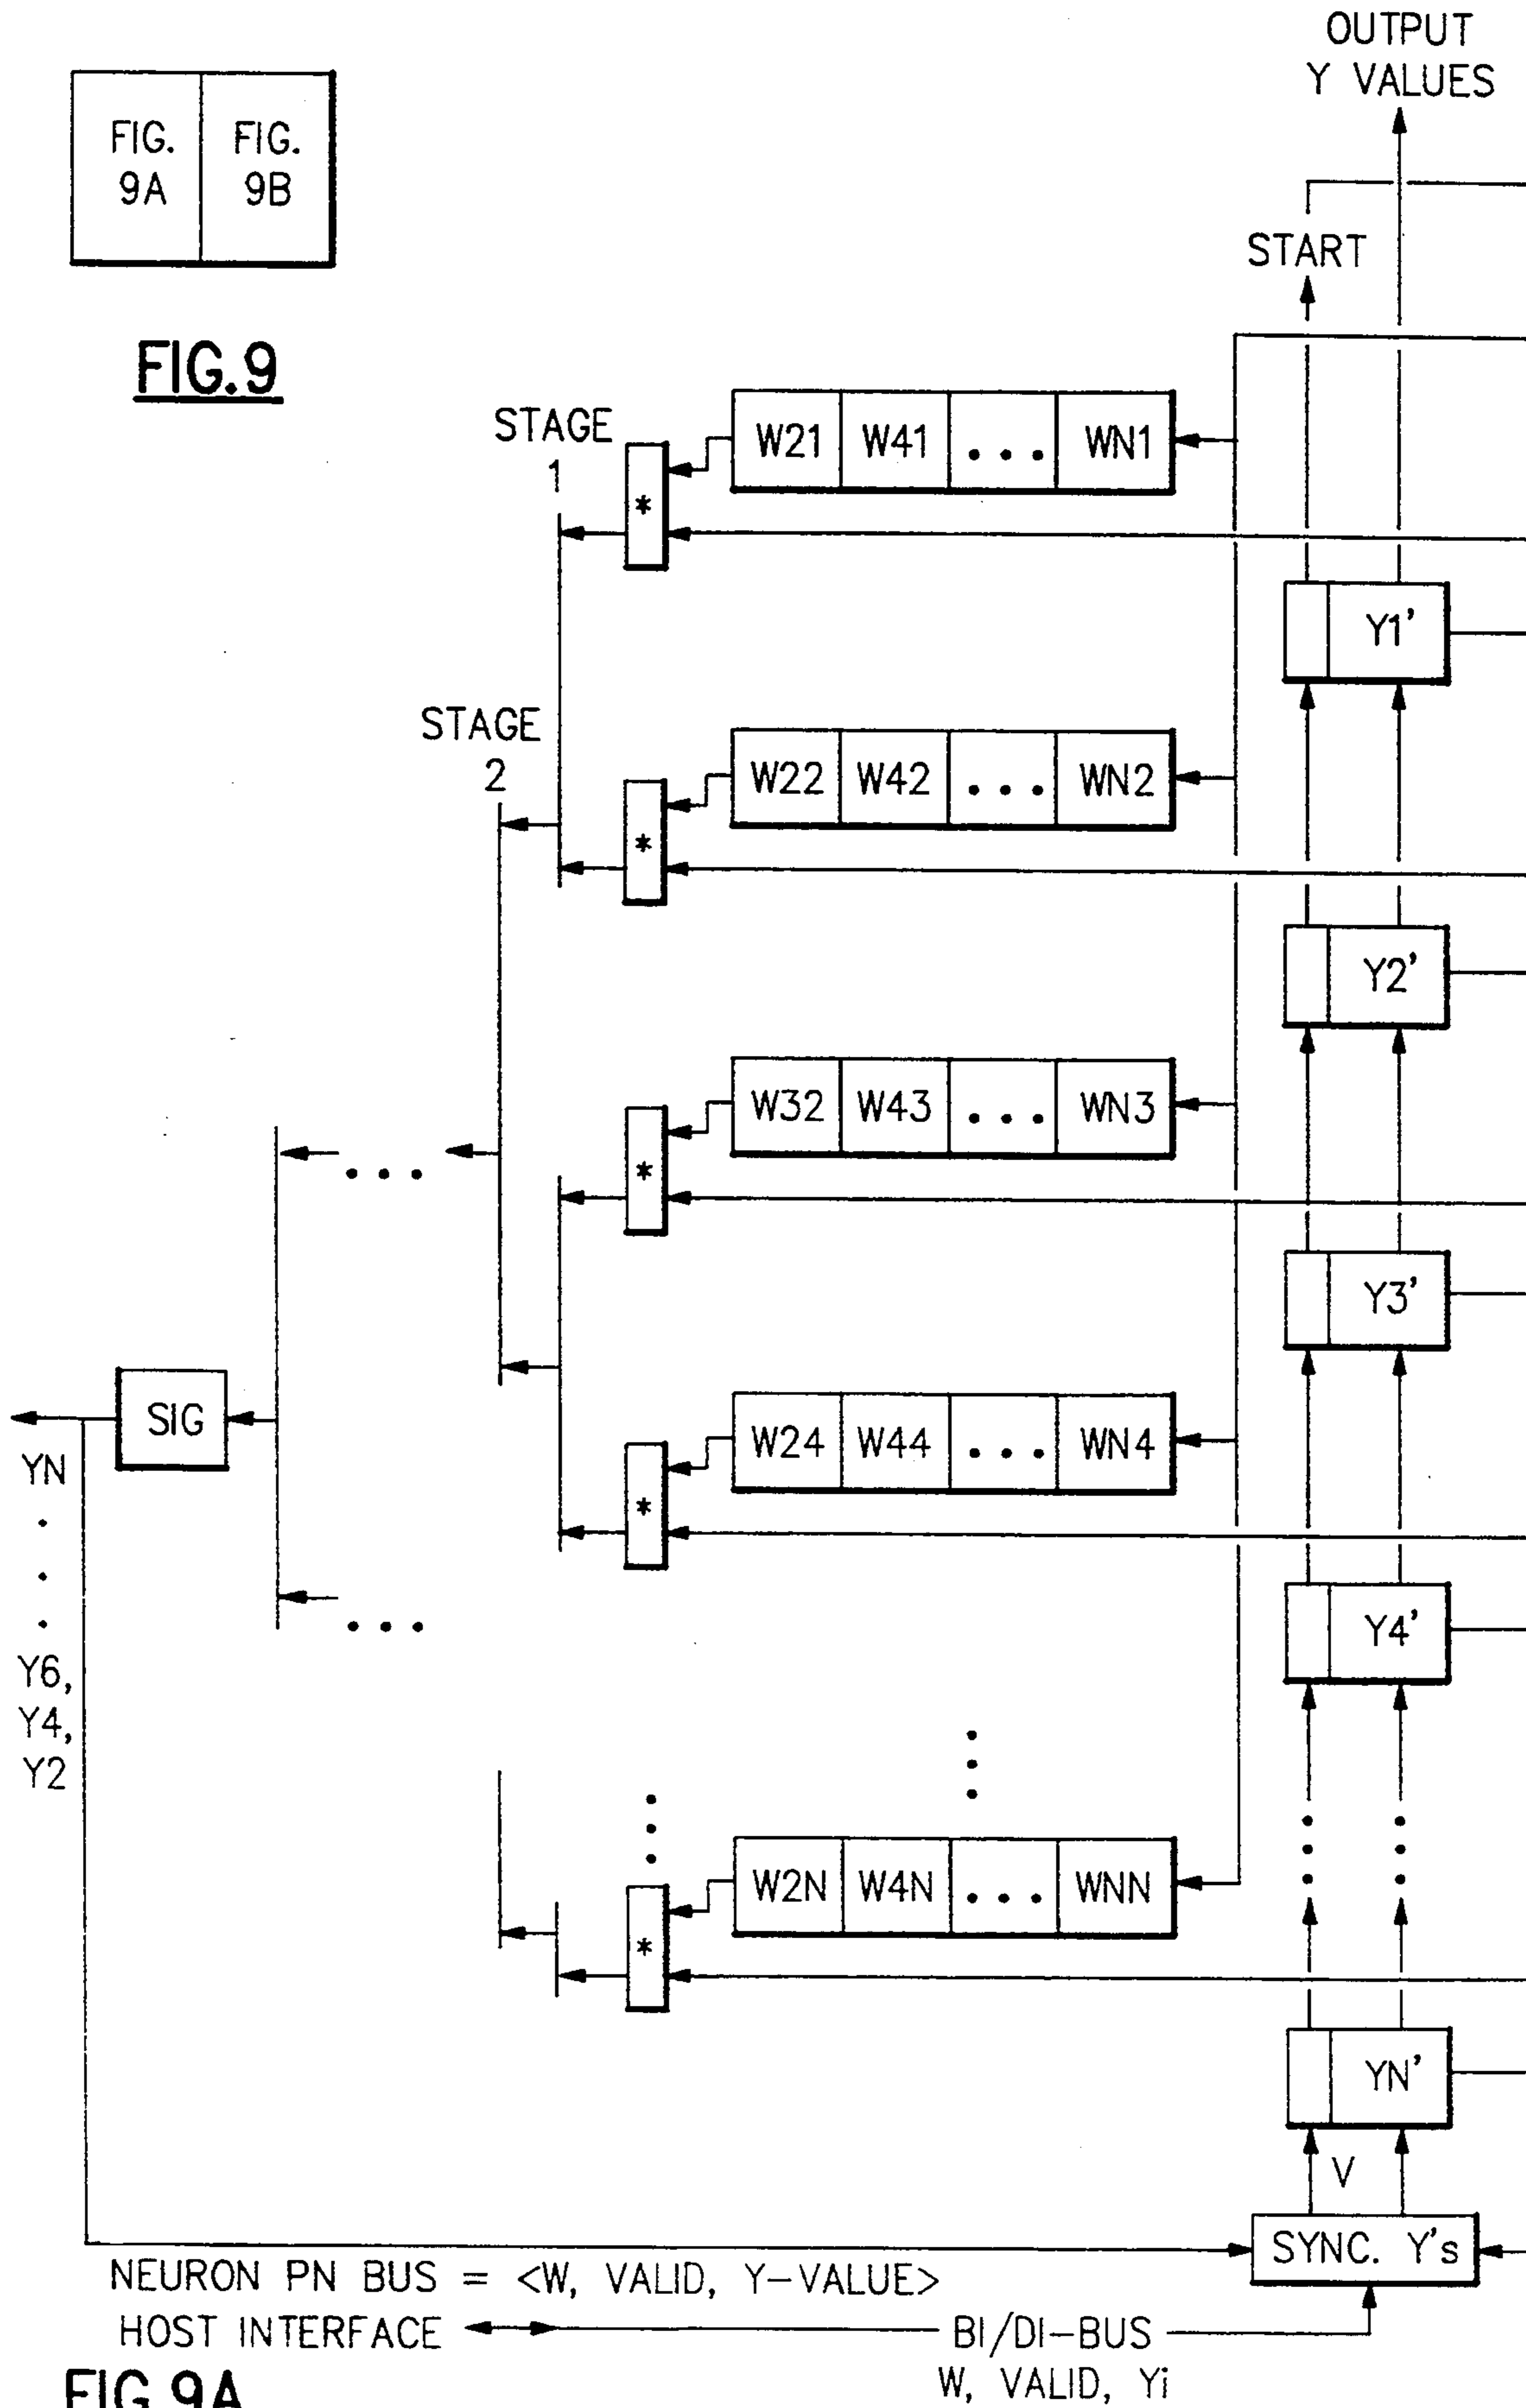 OUTPUT
Y VALUES
FIG.
9A
FIG.
9B
FIG.9
START
STAGE
1
W21 W41 ... WN1
*
Y1'
STAGE
2
W22 W42 ... WN2
*
Y2'
W32 W43 ... WN3
*
...
Y3'
SIG
W24 W44 ... WN4
*
YN
.
.
.
Y6,
Y4,
Y2
...
Y4'
W2N W4N ... WNN
*
YN'
V
SYNC. Y's
NEURON PN BUS = <W, VALID, Y-VALUE>
HOST INTERFACE
BI/DI-BUS
W, VALID, Yi
FIG.9A